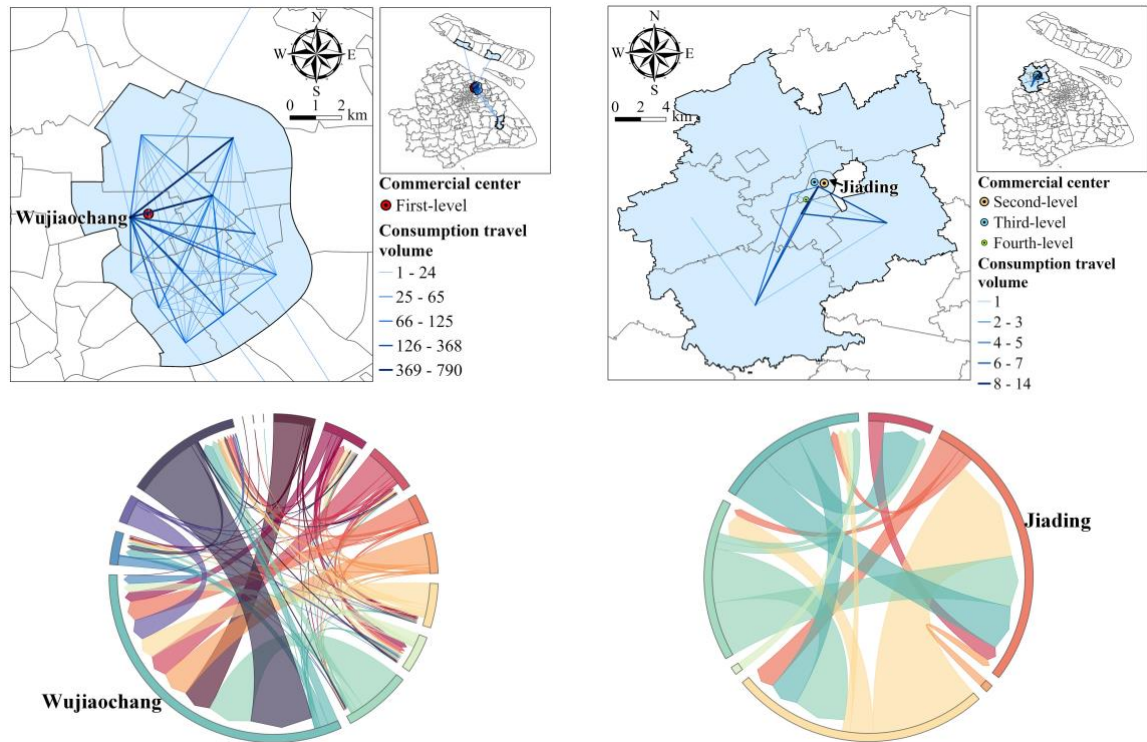 N
W
E
S
0 1 2
km
Wujiaochang
Commercial center
First-level
Consumption travel
volume
1 - 24
25 - 65
66 - 125
126 - 368
369 - 790
N
W
E
S
0 2 4
km
Jiading
Commercial center
Second-level
Third-level
Fourth-level
Consumption travel
volume
1
2 - 3
4 - 5
6 - 7
8 - 14
Wujiaochang
Jiading